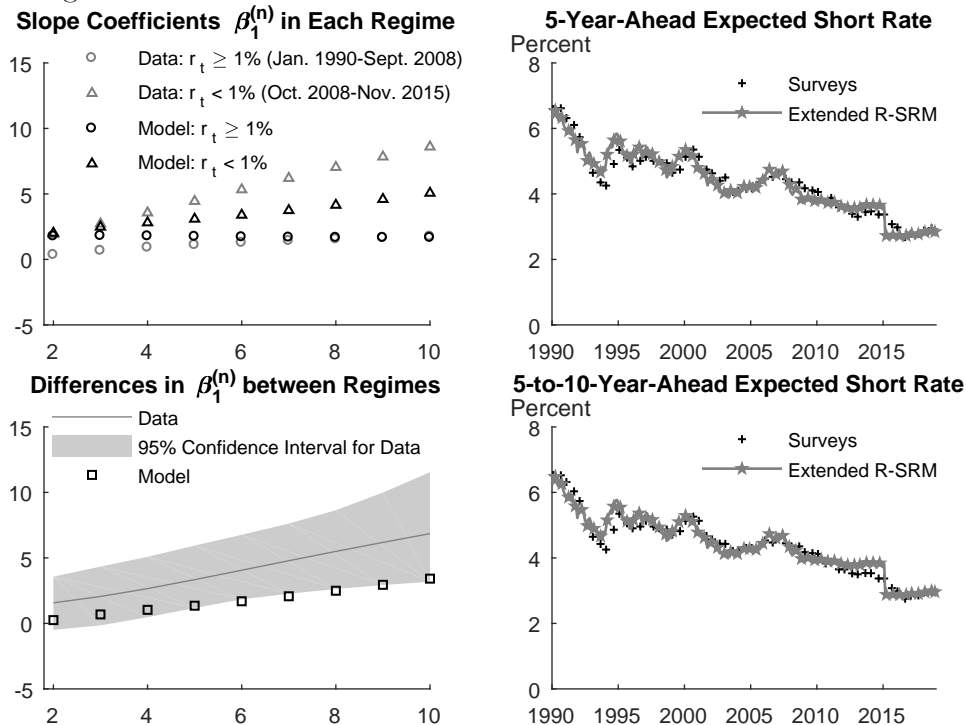 Slope Coefficients β₁⁽ⁿ⁾ in Each Regime
Data: r t ≥ 1% (Jan. 1990-Sept. 2008)
Data: r t < 1% (Oct. 2008-Nov. 2015)
Model: r t ≥ 1%
Model: r t < 1%
15
10
5
0
-5
2 4 6 8 10
5-Year-Ahead Expected Short Rate
Percent
Surveys
Extended R-SRM
8
6
4
2
0
1990 1995 2000 2005 2010 2015
Differences in β₁⁽ⁿ⁾ between Regimes
Data
95% Confidence Interval for Data
Model
15
10
5
0
-5
2 4 6 8 10
5-to-10-Year-Ahead Expected Short Rate
Percent
Surveys
Extended R-SRM
8
6
4
2
0
1990 1995 2000 2005 2010 2015